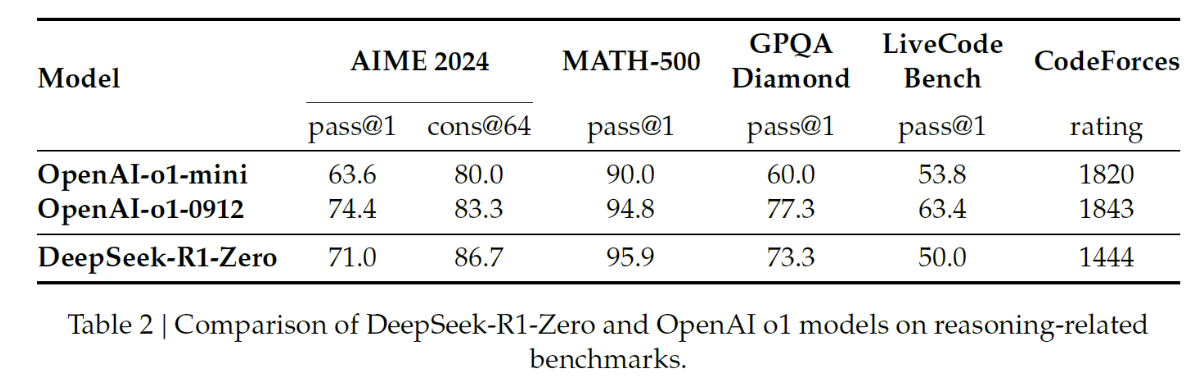 Model AIME 2024 MATH-500 GPQA Diamond LiveCode Bench CodeForces
pass@1 cons@64 pass@1 pass@1 pass@1 rating
OpenAI-o1-mini 63.6 80.0 90.0 60.0 53.8 1820
OpenAI-o1-0912 74.4 83.3 94.8 77.3 63.4 1843
DeepSeek-R1-Zero 71.0 86.7 95.9 73.3 50.0 1444
Table 2 | Comparison of DeepSeek-R1-Zero and OpenAI o1 models on reasoning-related
benchmarks.